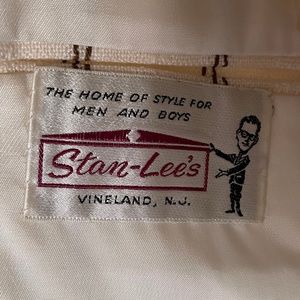 THE HOME OF STYLE FOR
MEN AND BOYS
Stan-Lee's
VINELAND, N.J.